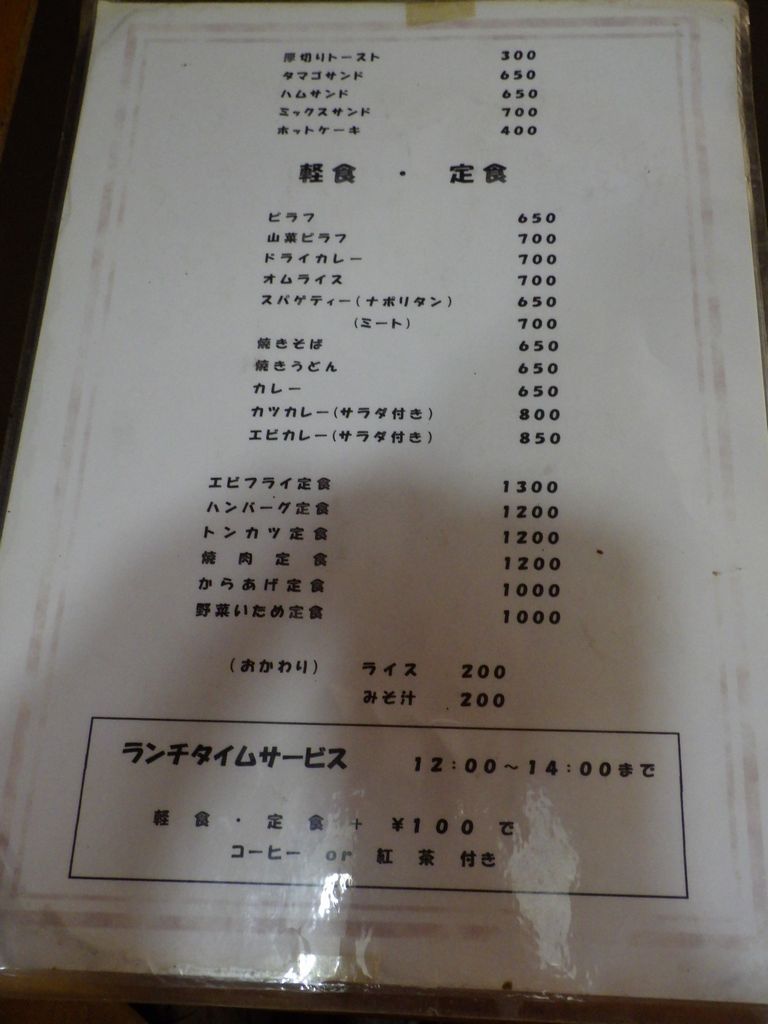 厚切りトースト 300
タマゴサンド 650
ハムサンド 650
ミックスサンド 700
ホットケーキ 400
軽食 ・ 定食
ピラフ 650
山菜ピラフ 700
ドライカレー 700
オムライス 700
スパゲティー(ナポリタン) 650
(ミート) 700
焼きそば 650
焼きうどん 650
カレー 650
カツカレー(サラダ付き) 800
エビカレー(サラダ付き) 850
エビフライ定食 1300
ハンバーグ定食 1200
トンカツ定食 1200
焼肉定食 1200
からあげ定食 1000
野菜いため定食 1000
(おかわり) ライス 200
みそ汁 200
ランチタイムサービス 12:00～14:00まで
軽食・定食 + ¥100 で
コーヒー or 紅茶 付き